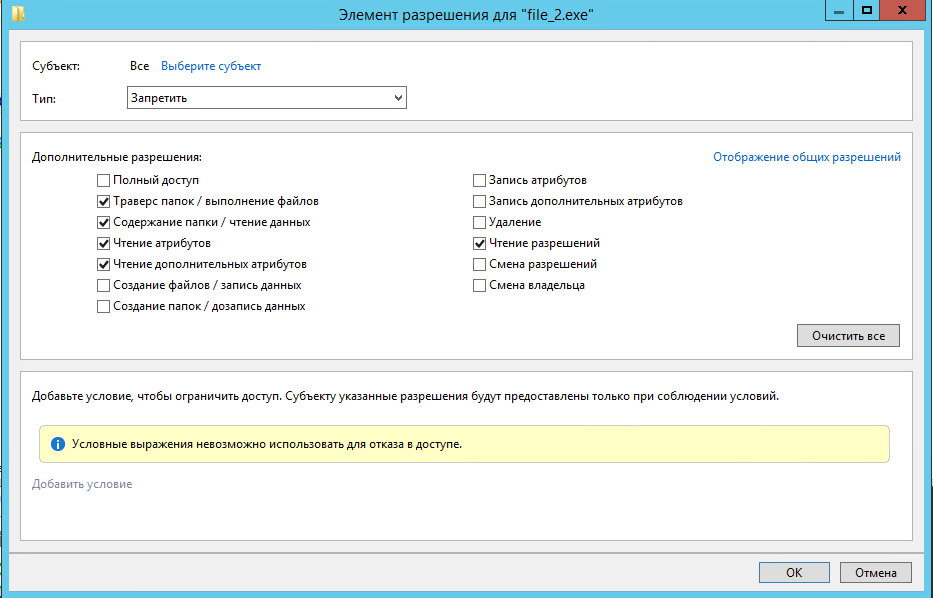 Элемент разрешения для "file_2.exe"
Субъект: Все Выберите субъект
Тип: Запретить
Дополнительные разрешения: Отображение общих разрешений
Полный доступ
Траверс папок / выполнение файлов
Содержание папки / чтение данных
Чтение атрибутов
Чтение дополнительных атрибутов
Создание файлов / запись данных
Создание папок / дозапись данных
Запись атрибутов
Запись дополнительных атрибутов
Удаление
Чтение разрешений
Смена разрешений
Смена владельца
Очистить все
Добавьте условие, чтобы ограничить доступ. Субъекту указанные разрешения будут предоставлены только при соблюдении условий.
Условные выражения невозможно использовать для отказа в доступе.
Добавить условие
ОК Отмена